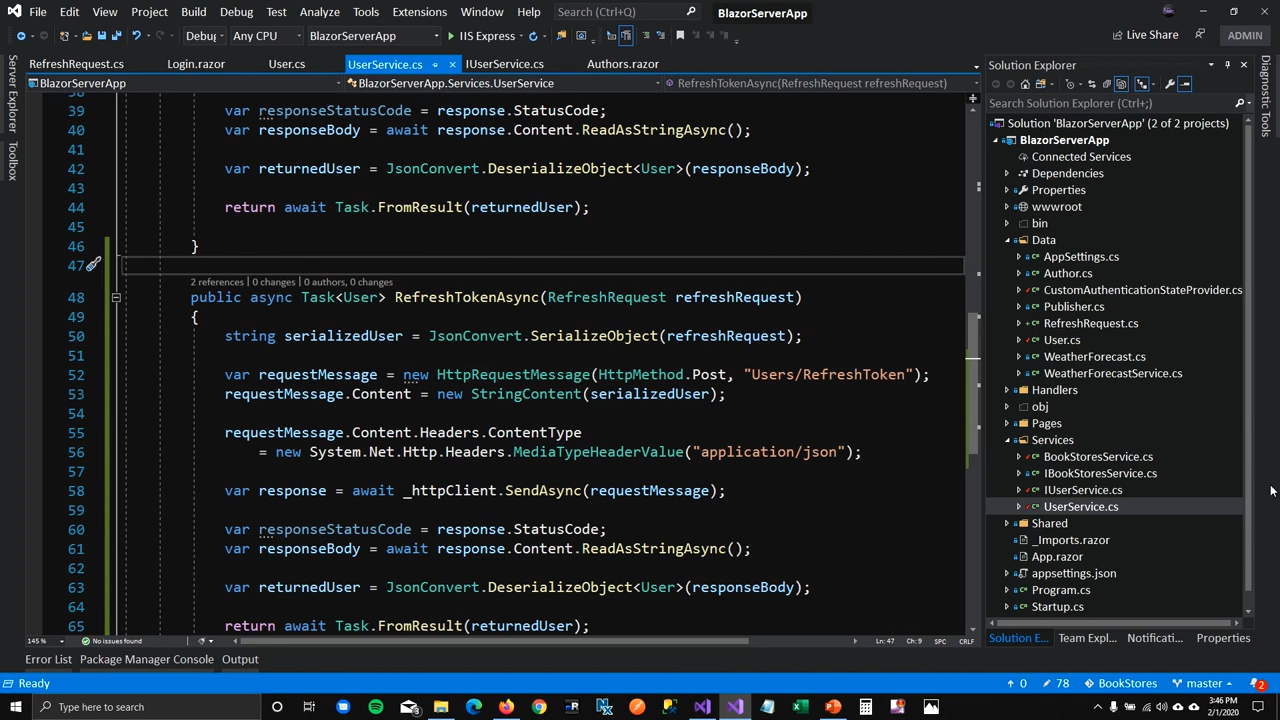 File Edit View Project Build Debug Test Analyze Tools Extensions Window Help Search (Ctrl+Q) BlazorServerApp
Debug Any CPU BlazorServerApp IIS Express Live Share ADMIN
RefreshRequest.cs Login.razor User.cs UserService.cs IUserService.cs Authors.razor
BlazorServerApp BlazorServerApp.Services.UserService RefreshTokenAsync(RefreshRequest refreshRequest)
Server Explorer
Toolbox
38
39 var responseStatusCode = response.StatusCode;
40 var responseBody = await response.Content.ReadAsStringAsync();
41
42 var returnedUser = JsonConvert.DeserializeObject<User>(responseBody);
43
44 return await Task.FromResult(returnedUser);
45
46 }
47
2 references | 0 changes | 0 authors, 0 changes
48 public async Task<User> RefreshTokenAsync(RefreshRequest refreshRequest)
49 {
50 string serializedUser = JsonConvert.SerializeObject(refreshRequest);
51
52 var requestMessage = new HttpRequestMessage(HttpMethod.Post, "Users/RefreshToken");
53 requestMessage.Content = new StringContent(serializedUser);
54
55 requestMessage.Content.Headers.ContentType
56 = new System.Net.Http.Headers.MediaTypeHeaderValue("application/json");
57
58 var response = await _httpClient.SendAsync(requestMessage);
59
60 var responseStatusCode = response.StatusCode;
61 var responseBody = await response.Content.ReadAsStringAsync();
62
63 var returnedUser = JsonConvert.DeserializeObject<User>(responseBody);
64
65 return await Task.FromResult(returnedUser);
145 % No issues found Ln: 47 Ch: 9 SPC CRLF
Solution Explorer
Search Solution Explorer (Ctrl+;)
Solution 'BlazorServerApp' (2 of 2 projects)
BlazorServerApp
Connected Services
Dependencies
Properties
wwwroot
bin
Data
AppSettings.cs
Author.cs
CustomAuthenticationStateProvider.cs
Publisher.cs
RefreshRequest.cs
User.cs
WeatherForecast.cs
WeatherForecastService.cs
Handlers
obj
Pages
Services
BookStoresService.cs
IBookStoresService.cs
IUserService.cs
UserService.cs
Shared
_Imports.razor
App.razor
appsettings.json
Program.cs
Startup.cs
Solution E... Team Expl... Notificati... Properties
Diagnostic Tools
Error List Package Manager Console Output
Ready 0 78 BookStores master 2
Type here to search 3:46 PM
2/1/2020